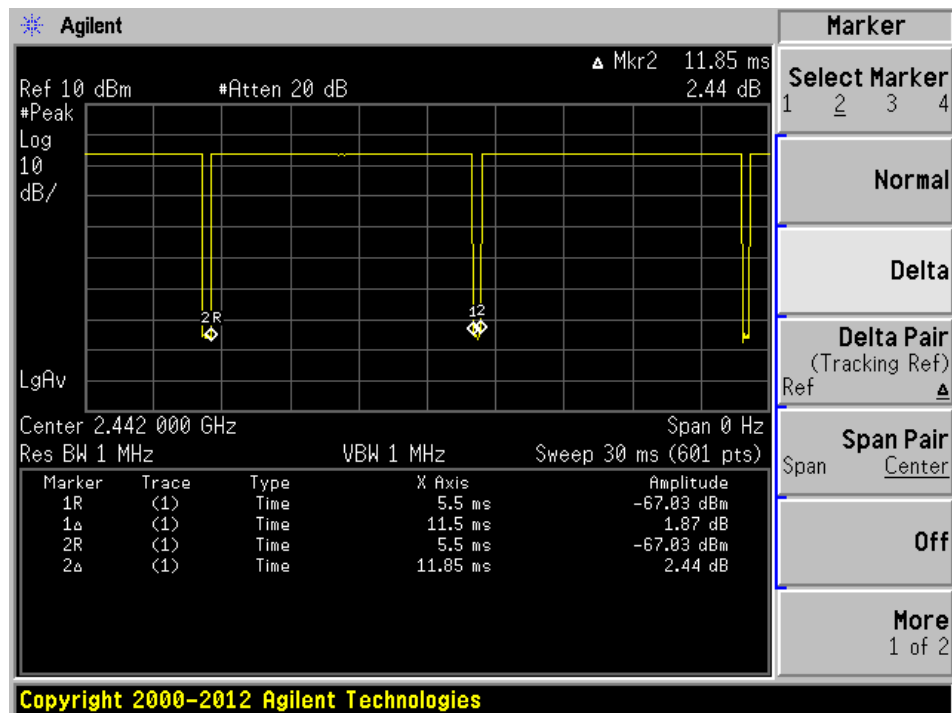 Agilent
Marker
Δ Mkr2 11.85 ms
Ref 10 dBm #Atten 20 dB 2.44 dB
#Peak
Log
10
dB/
2 R
1 2
LgAv
Center 2.442 000 GHz Span 0 Hz
Res BW 1 MHz VBW 1 MHz Sweep 30 ms (601 pts)
Marker Trace Type X Axis Amplitude
1R (1) Time 5.5 ms -67.03 dBm
1Δ (1) Time 11.5 ms 1.87 dB
2R (1) Time 5.5 ms -67.03 dBm
2Δ (1) Time 11.85 ms 2.44 dB
Select Marker
1 2 3 4
Normal
Delta
Delta Pair
(Tracking Ref)
Ref Δ
Span Pair
Span Center
Off
More
1 of 2
Copyright 2000-2012 Agilent Technologies